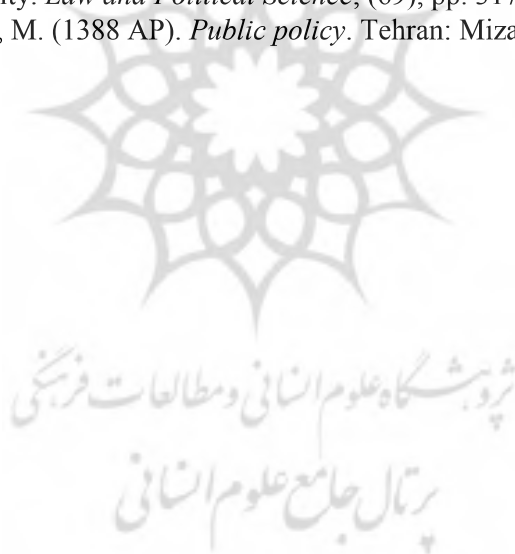 ity. Law and Political Science, (69), pp. 317
, M. (1388 AP). Public policy. Tehran: Miza
پژوهشگاه علوم انسانی و مطالعات فرهنگی
پرتال جامع علوم انسانی